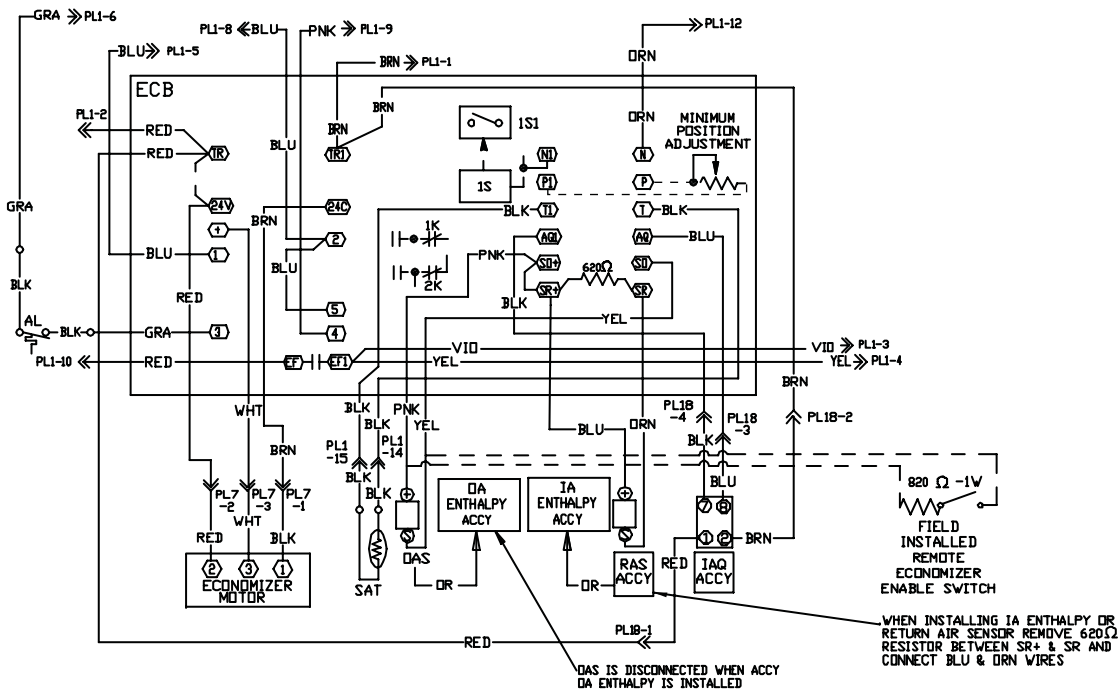 GRA PL1-6
PL1-8 BLU PNK PL1-9
PL1-12
BLU PL1-5
BRN PL1-1
ORN
ECB
BRN
PL1-2
BRN
ORN
MINIMUM
POSITION
ADJUSTMENT
1S1
RED
BLU
RED TR TR1 N1 N
1S P1 P
GRA
24V BRN 24C BLK T1 T BLK
+ 2 1K AQ1 AQ BLU
BLU 1
PNK SO+ SO
BLU 2K 620Ω
BLK
RED
SR+ SR
BLK
5
YEL
AL BLK GRA 3 4
VIO VIO PL1-3
PL1-10 RED EF EF1 YEL YEL PL1-4
BRN
WHT
BLK
PNK
BLK
YEL
PL18
-4
PL18
-3
PL18-2
BLU
ORN
BRN
PL1
-15
PL1
-14
BLK
BLK
BLK
BLU
PL7
-2
PL7
-3
PL7
-1
+
OA
ENTHALPY
ACCY
IA
ENTHALPY
ACCY
+
7 8
820 Ω -1W
WHT
RED
BLK
S
S
1 2 BRN
FIELD
INSTALLED
REMOTE
ECONOMIZER
ENABLE SWITCH
OAS
2 3 1
ECONOMIZER
MOTOR
SAT
OR
OR
RAS
ACCY
RED
IAQ
ACCY
RED
PL18-1
WHEN INSTALLING IA ENTHALPY OR
RETURN AIR SENSOR REMOVE 620Ω
RESISTOR BETWEEN SR+ & SR AND
CONNECT BLU & ORN WIRES
OAS IS DISCONNECTED WHEN ACCY
OA ENTHALPY IS INSTALLED